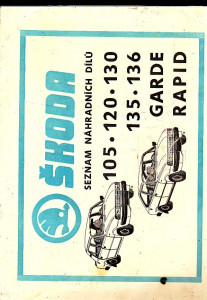 ŠKODA
SEZNAM NÁHRADNÍCH DÍLŮ
105 · 120 · 130
135 · 136
GARDE
RAPID